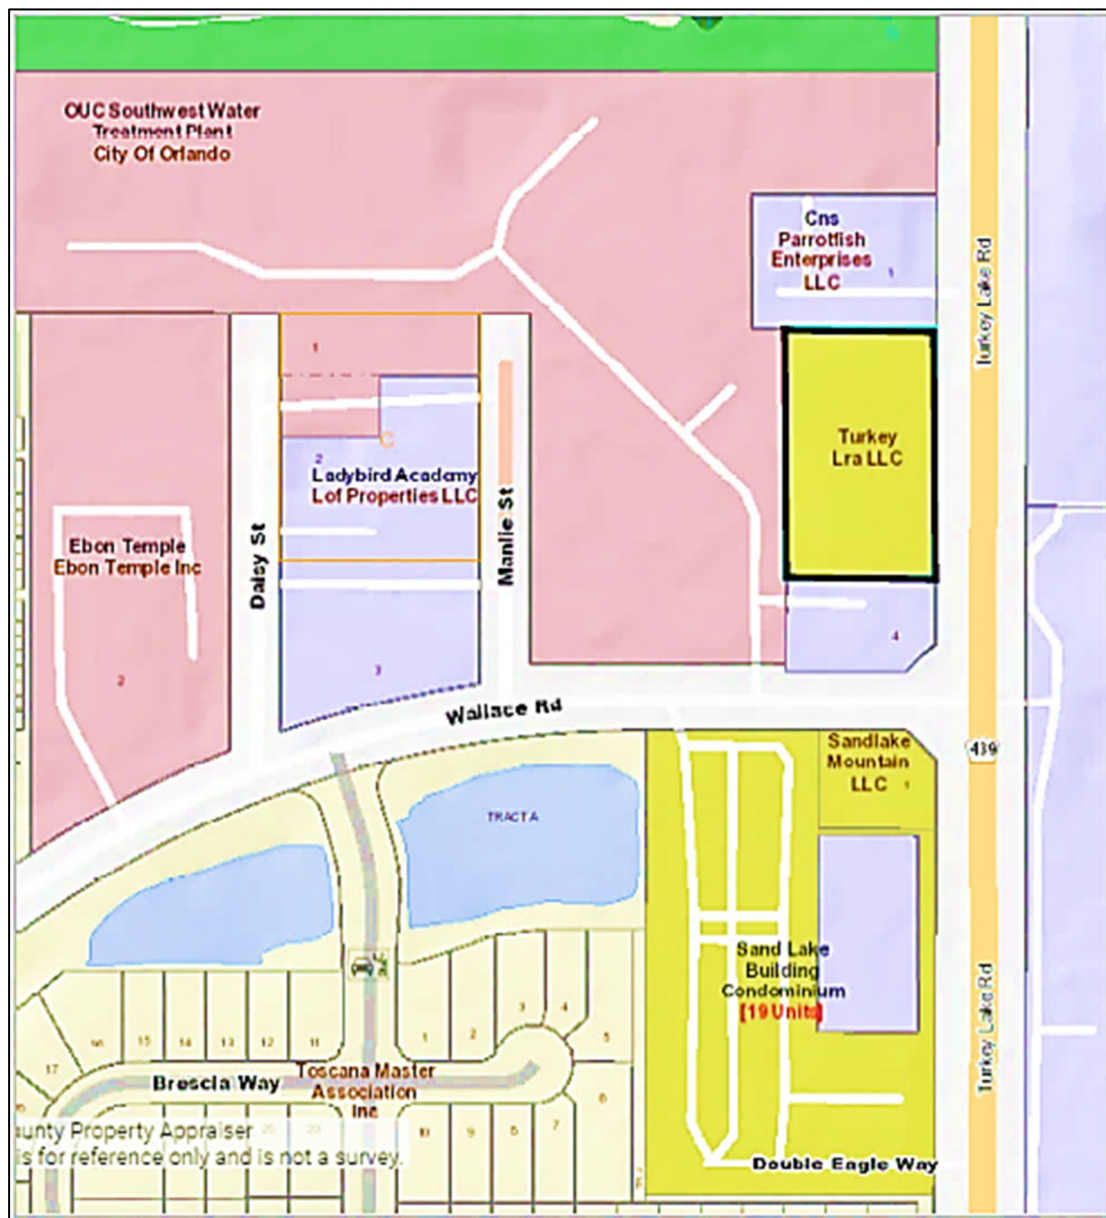 OUC Southwest Water
Treatment Plant
City Of Orlando
Cns
Parrotfish
Enterprises
LLC
1
Turkey Lake Rd
1
Turkey
Lra LLC
C
2
Ladybird Academy
Lof Properties LLC
Manlie St
Daisy St
Ebon Temple
Ebon Temple Inc
2
3
4
Wallace Rd
439
Sandlake
Mountain
LLC
1
TRACT A
Sand Lake
Building
Condominium
[19 Units]
Turkey Lake Rd
17
15
14
13
12
11
1
2
3
4
5
6
Brescia Way
Toscana Master
Association
Inc
10
9
7
Double Eagle Way
unty Property Appraiser
is for reference only and is not a survey.